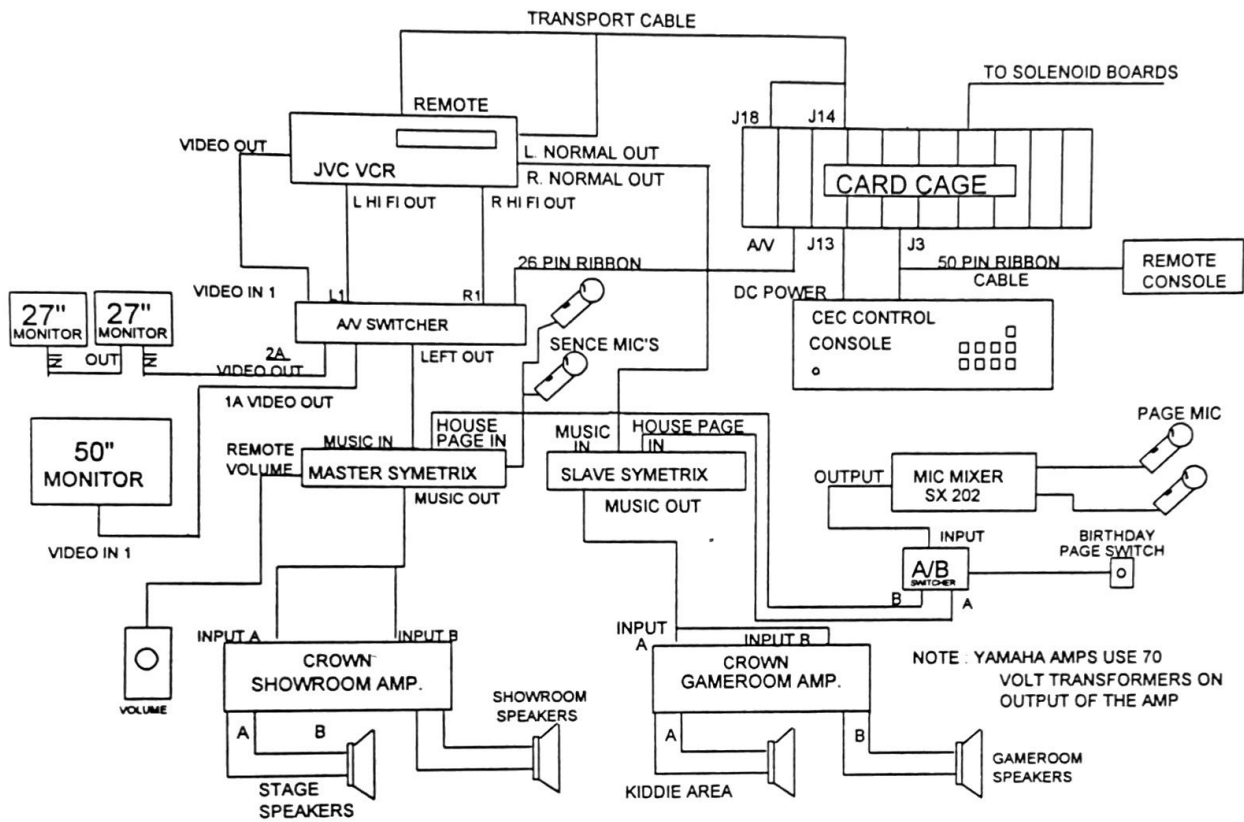 TRANSPORT CABLE
TO SOLENOID BOARDS
REMOTE
J18
J14
VIDEO OUT
JVC VCR
L. NORMAL OUT
R. NORMAL OUT
CARD CAGE
L HI FI OUT
R HI FI OUT
A/V
J13
J3
26 PIN RIBBON
50 PIN RIBBON
CABLE
REMOTE
CONSOLE
VIDEO IN 1
L1
R1
DC POWER
27"
MONITOR
27"
MONITOR
A/V SWITCHER
CEC CONTROL
CONSOLE
IN
OUT
IN
2A
VIDEO OUT
LEFT OUT
SENCE MIC'S
1A VIDEO OUT
50"
MONITOR
REMOTE
VOLUME
MUSIC IN
HOUSE
PAGE IN
MUSIC
IN
HOUSE PAGE
IN
PAGE MIC
MASTER SYMETRIX
SLAVE SYMETRIX
OUTPUT
MIC MIXER
SX 202
MUSIC OUT
MUSIC OUT
VIDEO IN 1
INPUT
BIRTHDAY
PAGE SWITCH
A/B
SWITCHER
B
A
INPUT A
INPUT B
INPUT
A
INPUT B
CROWN
SHOWROOM AMP.
CROWN
GAMEROOM AMP.
NOTE : YAMAHA AMPS USE 70
VOLT TRANSFORMERS ON
OUTPUT OF THE AMP
VOLUME
SHOWROOM
SPEAKERS
A
B
A
B
STAGE
SPEAKERS
KIDDIE AREA
GAMEROOM
SPEAKERS